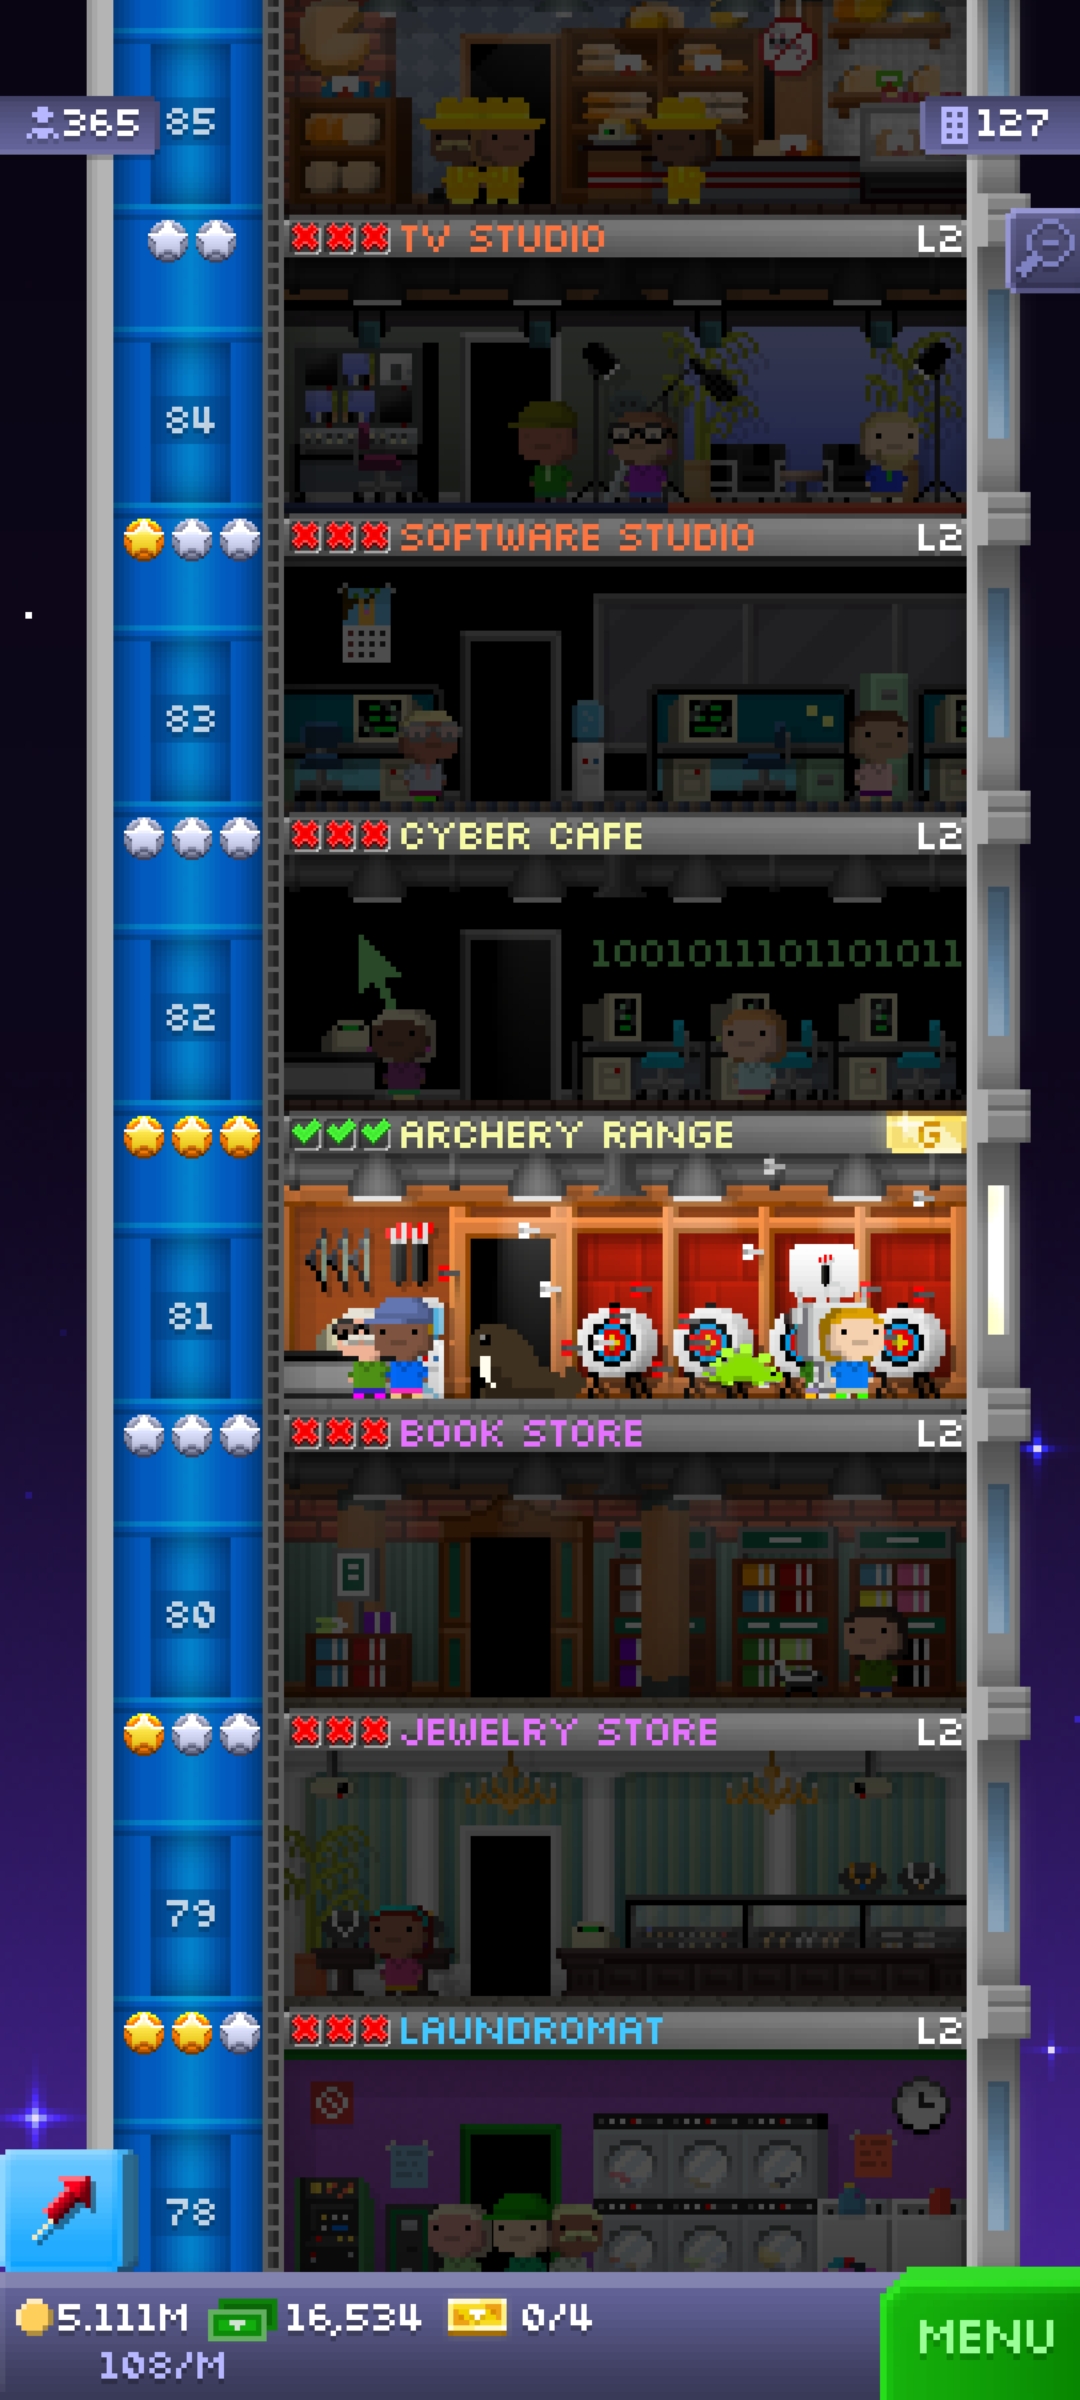 365
85
127
TV STUDIO L2
84
SOFTWARE STUDIO L2
83
CYBER CAFE L2
1001011101101011
82
ARCHERY RANGE G
81
BOOK STORE L2
80
JEWELRY STORE L2
79
LAUNDROMAT L2
78
5.111M 16,534 0/4
108/M
MENU